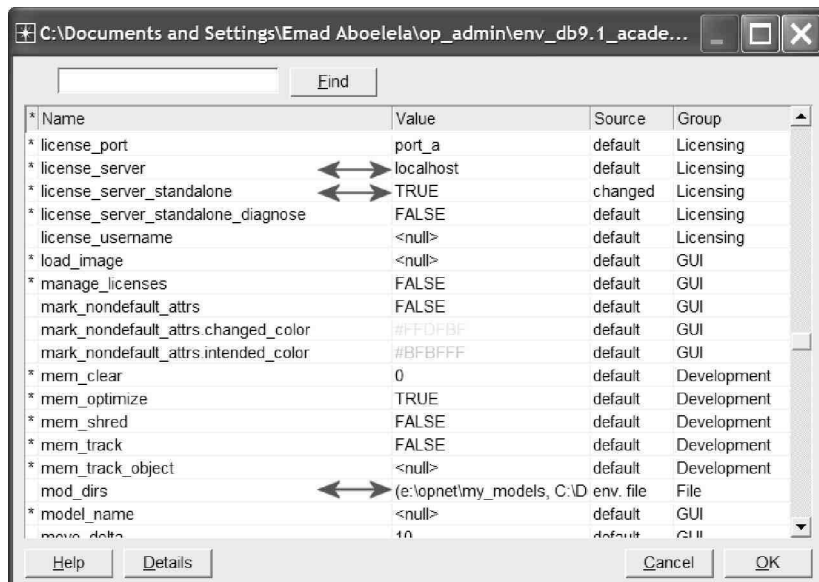 C:\Documents and Settings\Emad Aboelela\op_admin\env_db9.1_acade...
Find
* Name Value Source Group
* license_port port_a default Licensing
* license_server localhost default Licensing
* license_server_standalone TRUE changed Licensing
* license_server_standalone_diagnose FALSE default Licensing
license_username <null> default Licensing
* load_image <null> default GUI
* manage_licenses FALSE default GUI
mark_nondefault_attrs FALSE default GUI
mark_nondefault_attrs.changed_color #FFDFBF default GUI
mark_nondefault_attrs.intended_color #BFBFFF default GUI
* mem_clear 0 default Development
* mem_optimize TRUE default Development
* mem_shred FALSE default Development
* mem_track FALSE default Development
* mem_track_object <null> default Development
mod_dirs (e:\opnet\my_models, C:\D env. file File
* model_name <null> default GUI
move_delta 10 default GUI
Help Details Cancel OK